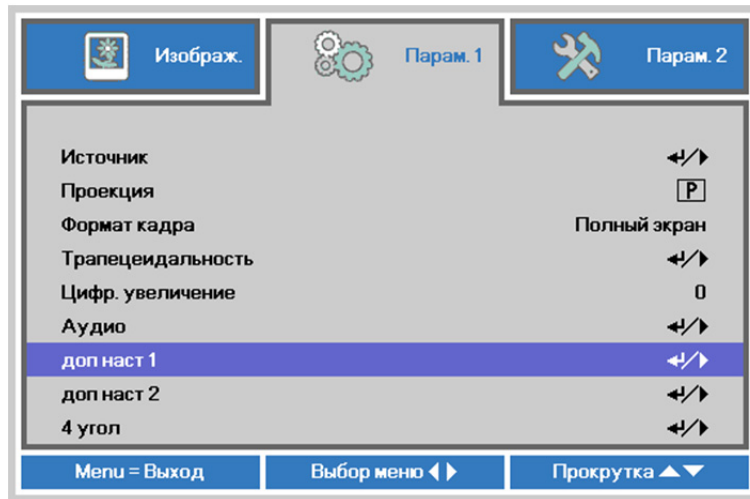 Изображ.
Парам. 1
Парам. 2
Источник
Проекция P
Формат кадра Полный экран
Трапецеидальность
Цифр. увеличение 0
Аудио
доп наст 1
доп наст 2
4 угол
Menu = Выход
Выбор меню
Прокрутка